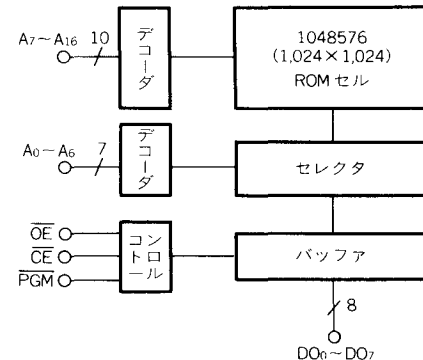 A7～A16
10
デコーダ
1048576
(1,024×1,024)
ROMセル
A0～A6
7
デコーダ
セレクタ
OE
CE
PGM
コントロール
バッファ
8
DO0～DO7